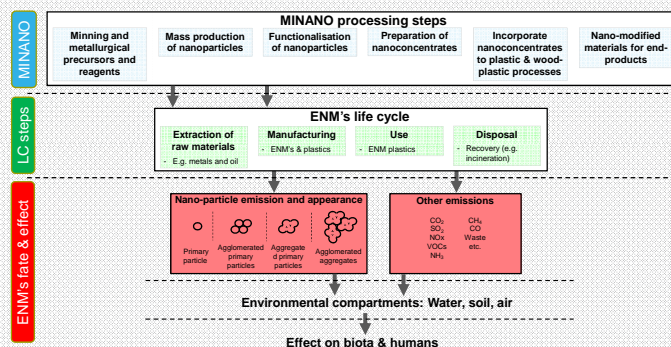 MINANO
MINANO processing steps
Minning and
metallurgical
precursors and
reagents
Mass production
of nanoparticles
Functionalisation
of nanoparticles
Preparation of
nanoconcentrates
Incorporate
nanoconcentrates
to plastic & wood-
plastic processes
Nano-modified
materials for end-
products
LC steps
ENM's life cycle
Extraction of
raw materials
- E.g. metals and oil
Manufacturing
- ENM's & plastics
Use
- ENM plastics
Disposal
- Recovery (e.g.
incineration)
ENM's fate & effect
Nano-particle emission and appearance
Primary
particle
Agglomerated
primary
particles
Aggregate
d primary
particles
Agglomerated
aggregates
Other emissions
CO₂
SO₂
NOx
VOCs
NH₃
CH₄
CO
Waste
etc.
Environmental compartments: Water, soil, air
Effect on biota & humans